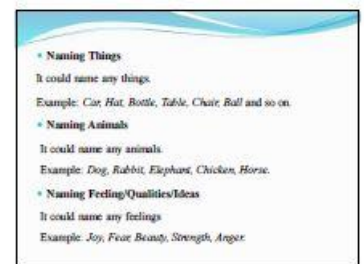 Naming Things
It could name any things.
Example: Car, Hat, Bottle, Table, Chair, Ball and so on.
Naming Animals
It could name any animals.
Example: Dog, Rabbit, Elephant, Chicken, Horse.
Naming Feeling/Qualities/Ideas
It could name any feelings
Example: Joy, Fear, Beauty, Strength, Anger.